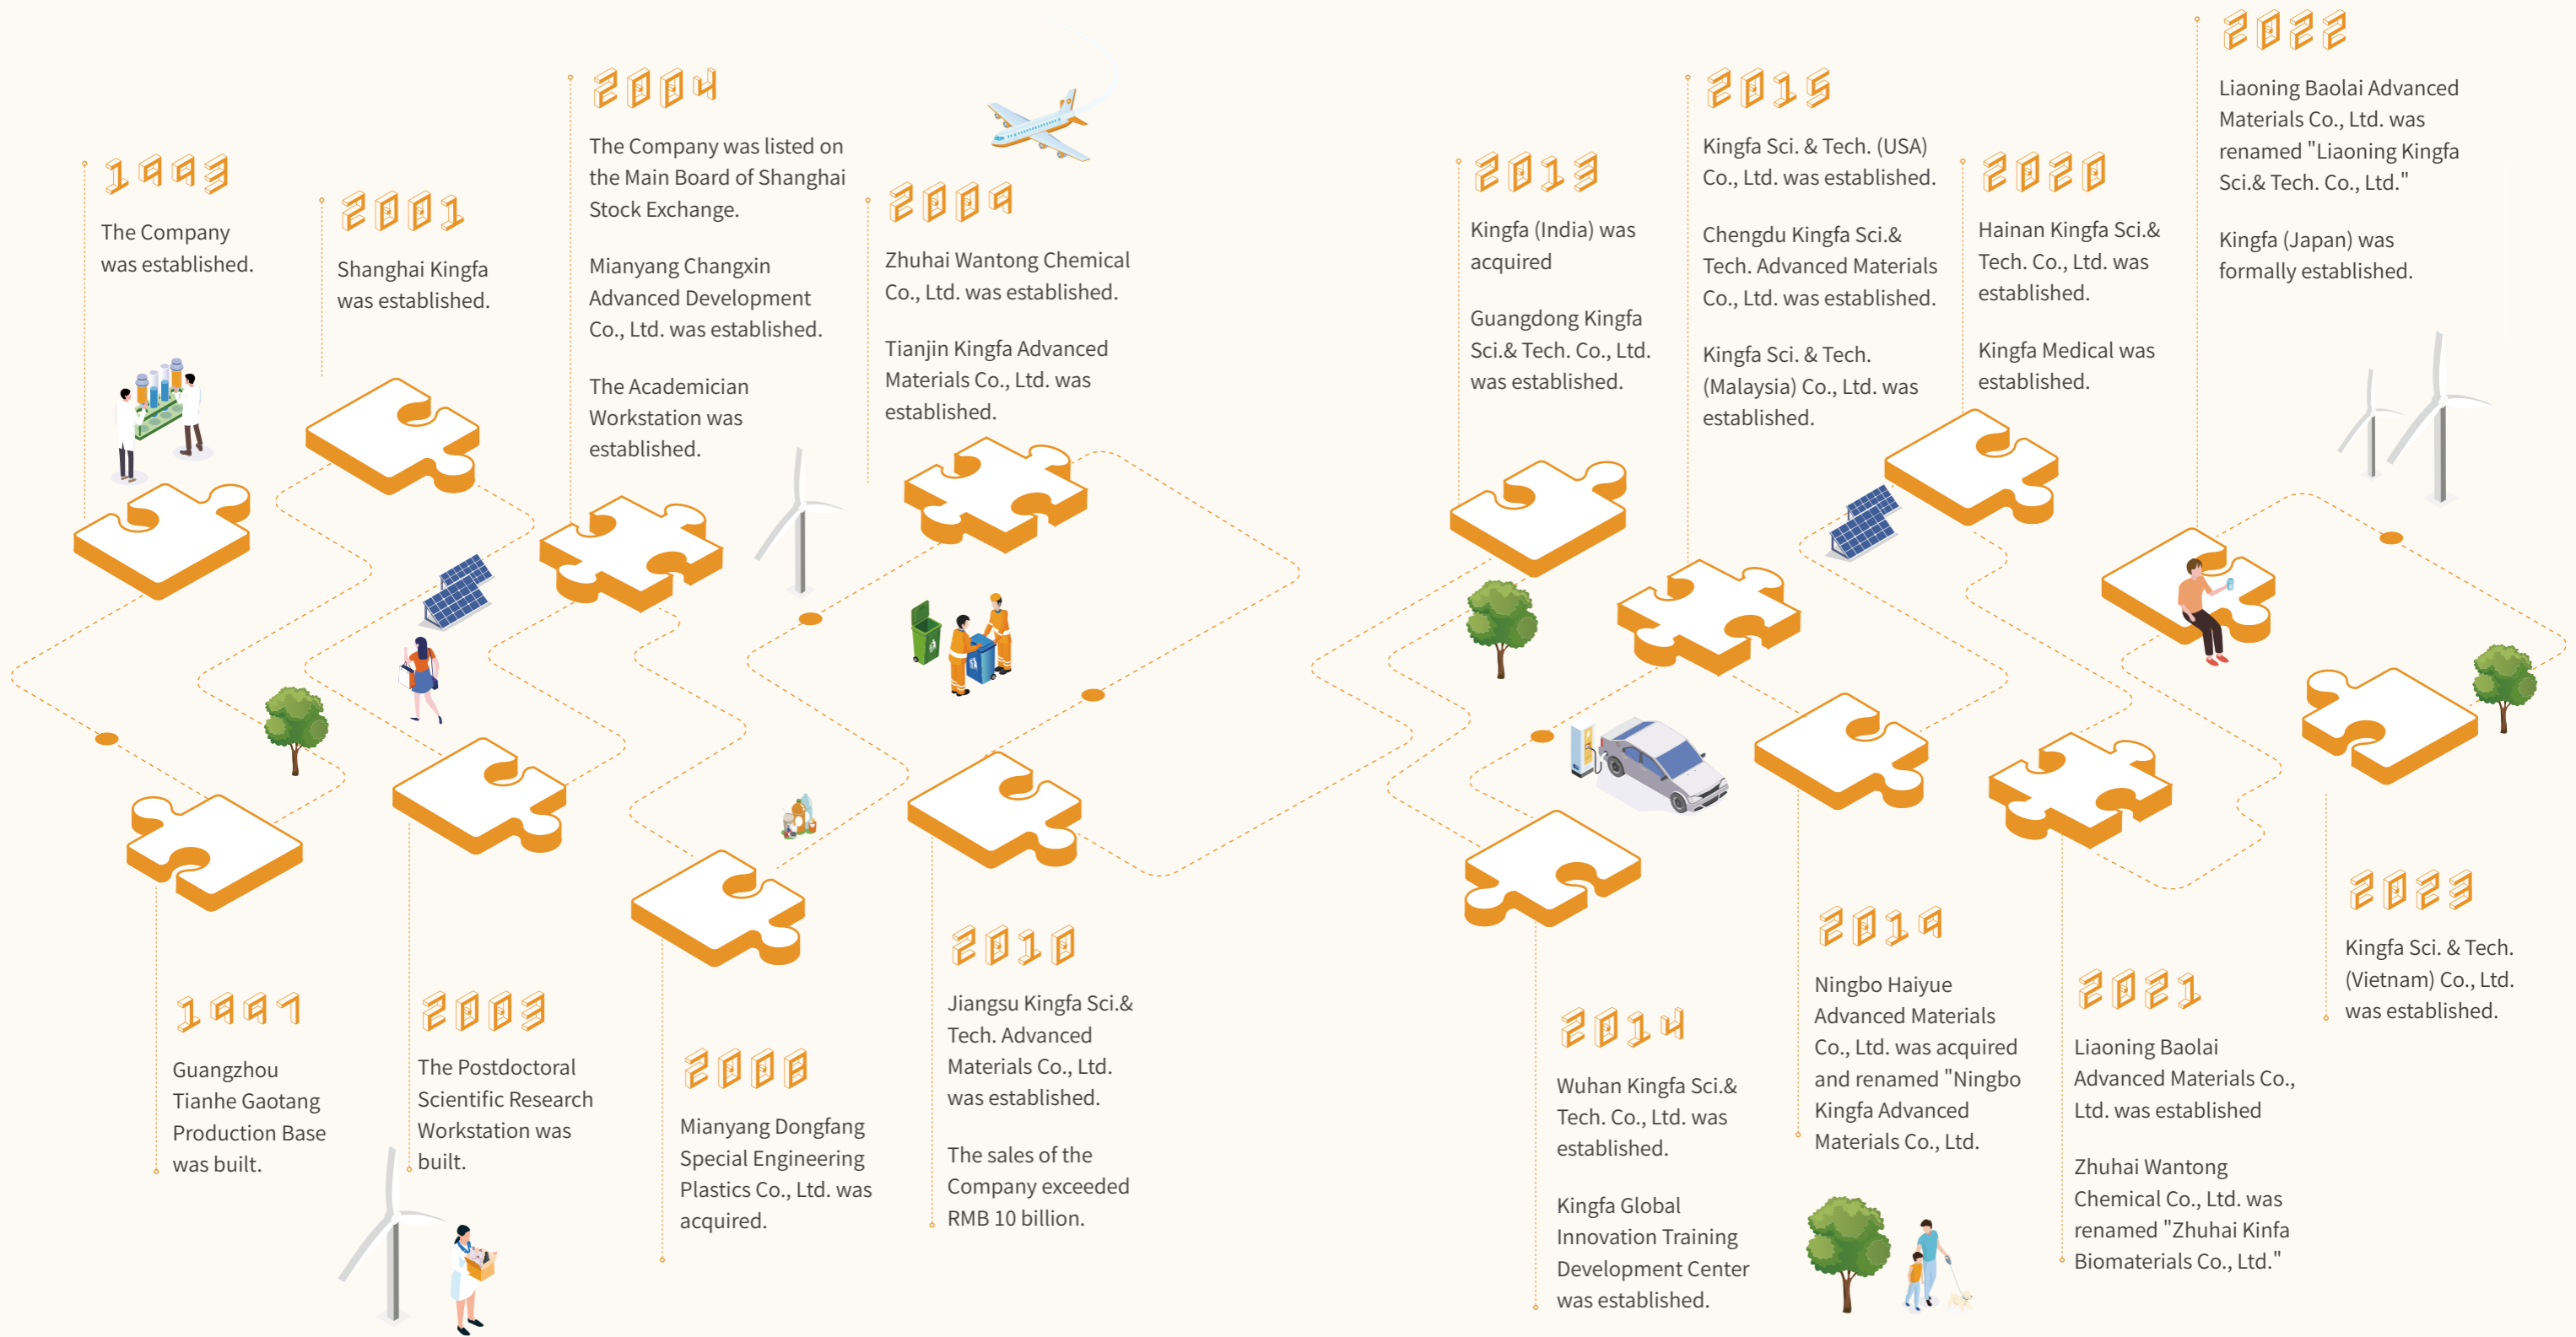 1993
The Company
was established.
1997
Guangzhou
Tianhe Gaotang
Production Base
was built.
2001
Shanghai Kingfa
was established.
2003
The Postdoctoral
Scientific Research
Workstation was
built.
2004
The Company was listed on
the Main Board of Shanghai
Stock Exchange.
Mianyang Changxin
Advanced Development
Co., Ltd. was established.
The Academician
Workstation was
established.
2008
Mianyang Dongfang
Special Engineering
Plastics Co., Ltd. was
acquired.
2009
Zhuhai Wantong Chemical
Co., Ltd. was established.
Tianjin Kingfa Advanced
Materials Co., Ltd. was
established.
2010
Jiangsu Kingfa Sci.&
Tech. Advanced
Materials Co., Ltd.
was established.
The sales of the
Company exceeded
RMB 10 billion.
2013
Kingfa (India) was
acquired
Guangdong Kingfa
Sci.& Tech. Co., Ltd.
was established.
2014
Wuhan Kingfa Sci.&
Tech. Co., Ltd. was
established.
Kingfa Global
Innovation Training
Development Center
was established.
2015
Kingfa Sci. & Tech. (USA)
Co., Ltd. was established.
Chengdu Kingfa Sci.&
Tech. Advanced Materials
Co., Ltd. was established.
Kingfa Sci. & Tech.
(Malaysia) Co., Ltd. was
established.
2019
Ningbo Haiyue
Advanced Materials
Co., Ltd. was acquired
and renamed "Ningbo
Kingfa Advanced
Materials Co., Ltd.
2020
Hainan Kingfa Sci.&
Tech. Co., Ltd. was
established.
Kingfa Medical was
established.
2021
Liaoning Baolai
Advanced Materials Co.,
Ltd. was established
Zhuhai Wantong
Chemical Co., Ltd. was
renamed "Zhuhai Kinfa
Biomaterials Co., Ltd."
2022
Liaoning Baolai Advanced
Materials Co., Ltd. was
renamed "Liaoning Kingfa
Sci.& Tech. Co., Ltd."
Kingfa (Japan) was
formally established.
2023
Kingfa Sci. & Tech.
(Vietnam) Co., Ltd.
was established.